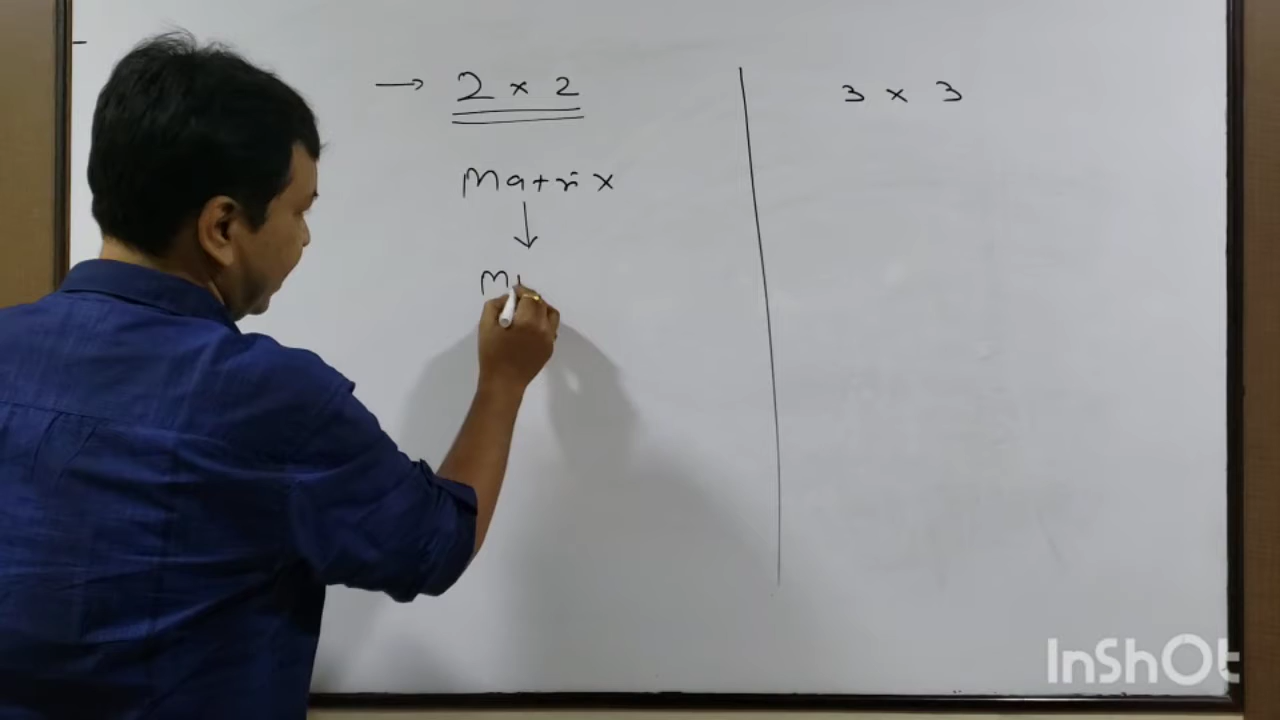 → 2 x 2
Matrix
↓
3 x 3
InShOt